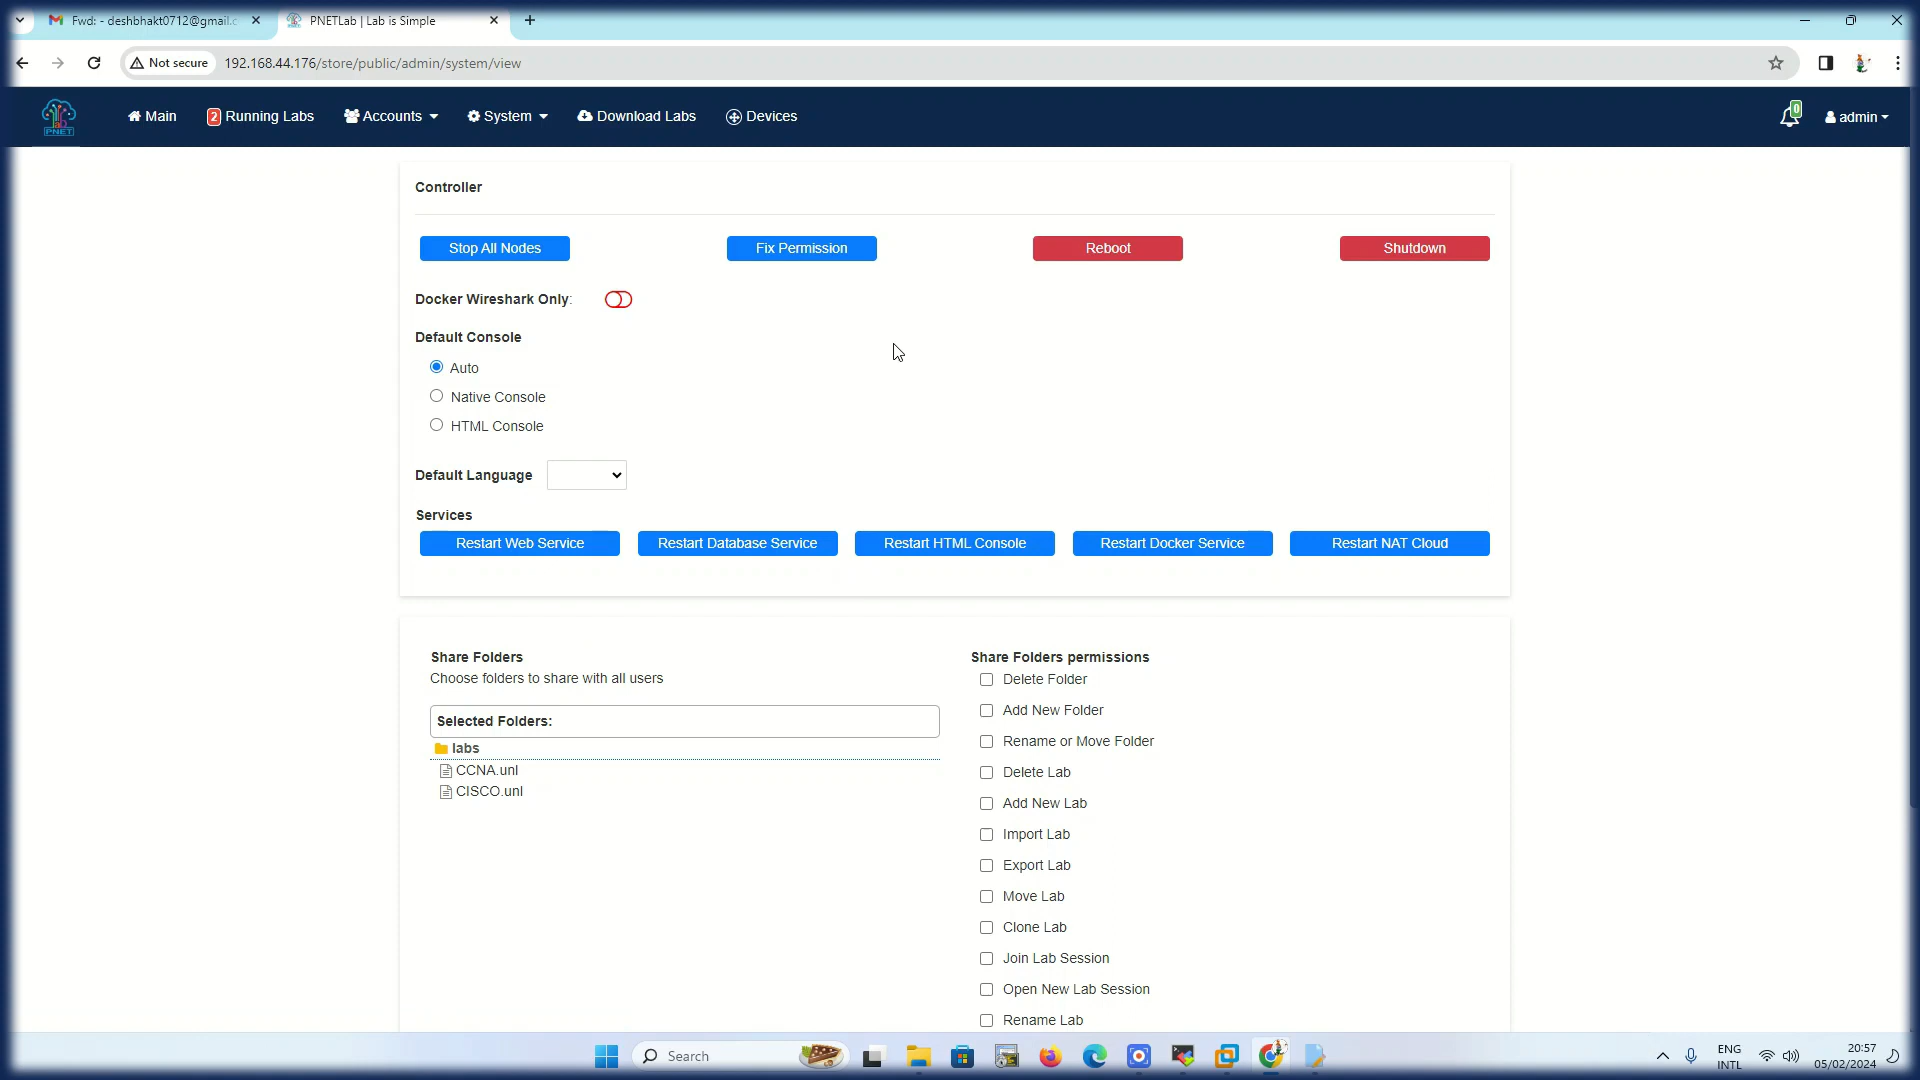 Fwd: - deshbhakt0712@gmail.c
PNETLab | Lab is Simple
Not secure
192.168.44.176/store/public/admin/system/view
PNET
Main
2 Running Labs
Accounts
System
Download Labs
Devices
0
admin
Controller
Stop All Nodes
Fix Permission
Reboot
Shutdown
Docker Wireshark Only:
Default Console
Auto
Native Console
HTML Console
Default Language
Services
Restart Web Service
Restart Database Service
Restart HTML Console
Restart Docker Service
Restart NAT Cloud
Share Folders
Choose folders to share with all users
Selected Folders:
labs
CCNA.unl
CISCO.unl
Share Folders permissions
Delete Folder
Add New Folder
Rename or Move Folder
Delete Lab
Add New Lab
Import Lab
Export Lab
Move Lab
Clone Lab
Join Lab Session
Open New Lab Session
Rename Lab
Search
ENG
INTL
20:57
05/02/2024